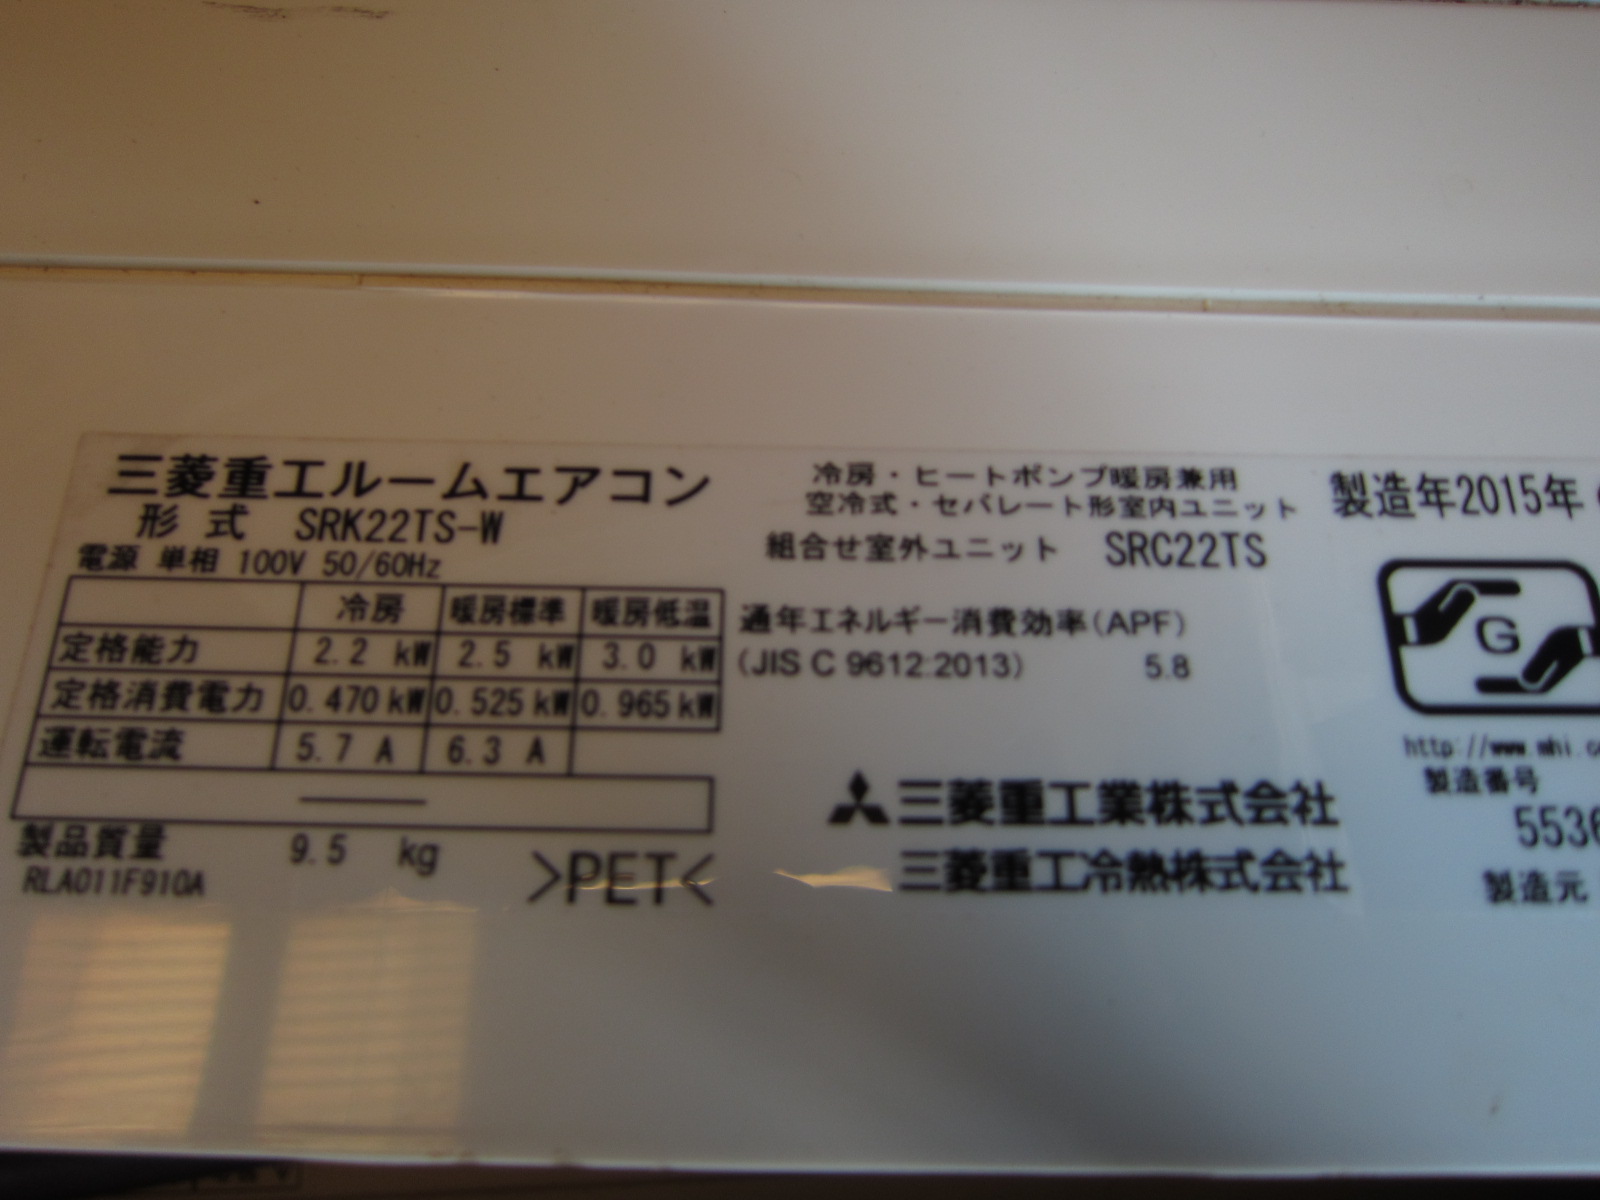 三菱重工ルームエアコン
形式 SRK22TS-W
電源 単相 100V 50/60Hz
冷房 暖房標準 暖房低温
定格能力 2.2 kW 2.5 kW 3.0 kW
定格消費電力 0.470kW 0.525kW 0.965kW
運転電流 5.7 A 6.3 A
製品質量 9.5 kg
RLA011F910A
>PET<
冷房・ヒートポンプ暖房兼用
空冷式・セパレート形室内ユニット
組合せ室外ユニット SRC22TS
通年エネルギー消費効率(APF)
(JIS C 9612:2013) 5.8
三菱重工業株式会社
三菱重工冷熱株式会社
製造年2015年
G
http://www.mhi.c
製造番号
5536
製造元